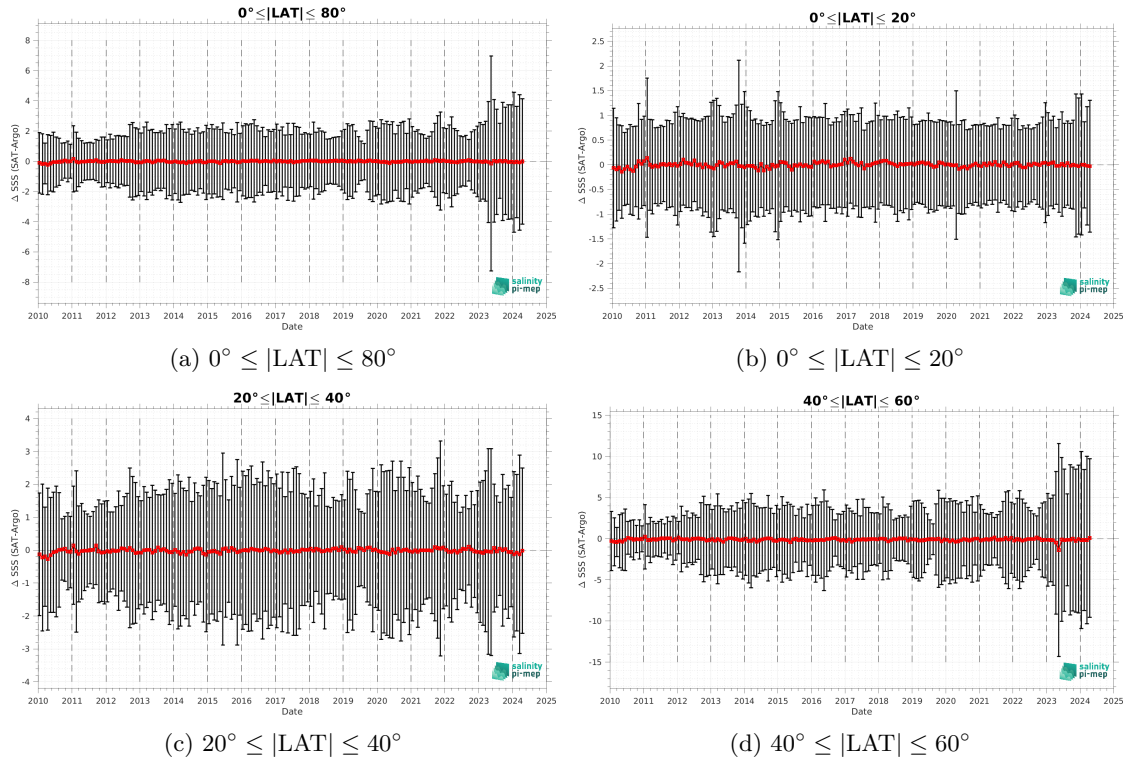 0°≤|LAT|≤ 80°
Δ SSS (SAT-Argo)
8
6
4
2
0
-2
-4
-6
-8
2010 2011 2012 2013 2014 2015 2016 2017 2018 2019 2020 2021 2022 2023 2024 2025
Date
salinity
pi-mep
(a) 0° ≤ |LAT| ≤ 80°
0°≤|LAT|≤ 20°
Δ SSS (SAT-Argo)
2.5
2
1.5
1
0.5
0
-0.5
-1
-1.5
-2
-2.5
2010 2011 2012 2013 2014 2015 2016 2017 2018 2019 2020 2021 2022 2023 2024 2025
Date
salinity
pi-mep
(b) 0° ≤ |LAT| ≤ 20°
20°≤|LAT|≤ 40°
Δ SSS (SAT-Argo)
4
3
2
1
0
-1
-2
-3
-4
2010 2011 2012 2013 2014 2015 2016 2017 2018 2019 2020 2021 2022 2023 2024 2025
Date
salinity
pi-mep
(c) 20° ≤ |LAT| ≤ 40°
40°≤|LAT|≤ 60°
Δ SSS (SAT-Argo)
15
10
5
0
-5
-10
-15
2010 2011 2012 2013 2014 2015 2016 2017 2018 2019 2020 2021 2022 2023 2024 2025
Date
salinity
pi-mep
(d) 40° ≤ |LAT| ≤ 60°